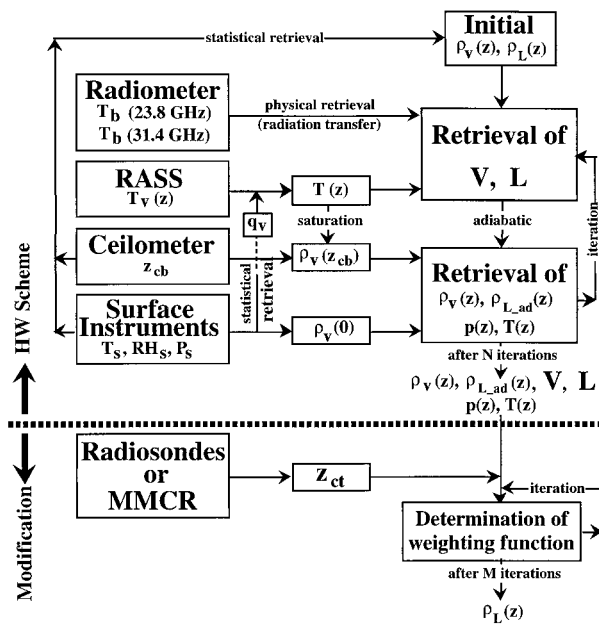 statistical retrieval
Initial
ρv(z), ρL(z)
Radiometer
Tb (23.8 GHz)
Tb (31.4 GHz)
physical retrieval
(radiation transfer)
Retrieval of
V, L
RASS
Tv(z)
T(z)
qv
saturation
adiabatic
iteration
Ceilometer
zcb
ρv(zcb)
statistical
retrieval
Retrieval of
ρv(z), ρL_ad(z)
p(z), T(z)
Surface
Instruments
Ts, RHs, Ps
ρv(0)
after N iterations
ρv(z), ρL_ad(z), V, L
p(z), T(z)
HW Scheme
Modification
Radiosondes
or
MMCR
zct
iteration
Determination of
weighting function
after M iterations
ρL(z)